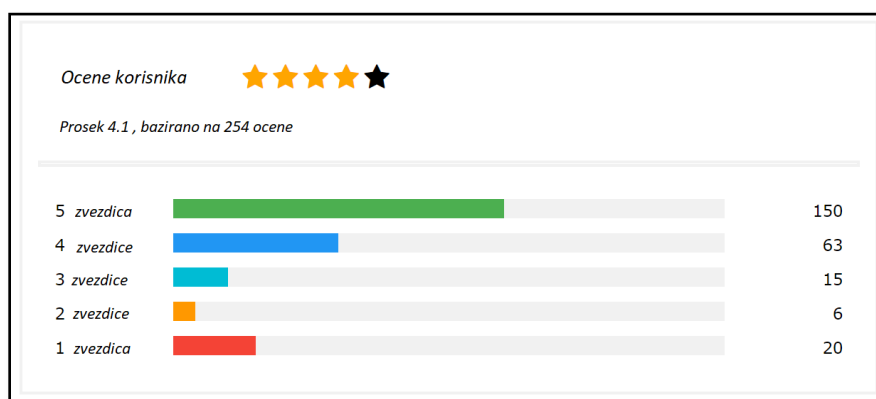 Ocene korisnika
Prosek 4.1 , bazirano na 254 ocene
5 zvezdica 150
4 zvezdice 63
3 zvezdice 15
2 zvezdice 6
1 zvezdica 20